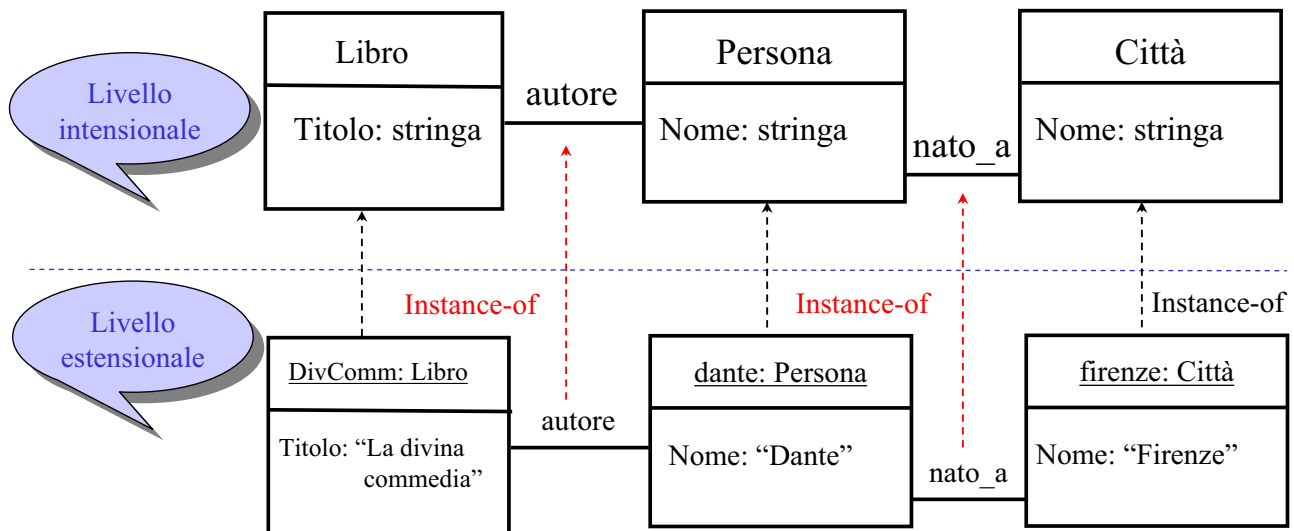 Libro
Persona
Città
Livello
intensionale
autore
Titolo: stringa
Nome: stringa
nato_a
Nome: stringa
Instance-of
Instance-of
Instance-of
Livello
estensionale
DivComm: Libro
dante: Persona
firenze: Città
autore
Titolo: “La divina
commedia”
Nome: “Dante”
nato_a
Nome: “Firenze”